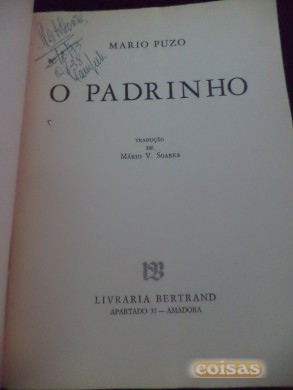 MARIO PUZO
O PADRINHO
TRADUÇÃO
DE
MÁRIO V. SOARES
LIVRARIA BERTRAND
APARTADO 37 — AMADORA
coisas